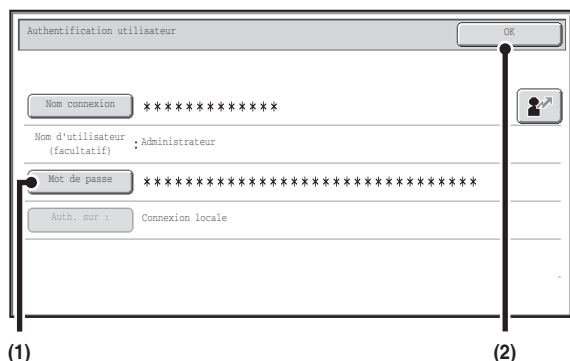 Authentification utilisateur
OK
Nom connexion *************
Nom d'utilisateur
(facultatif) : Administrateur
Mot de passe ********************************
Auth. sur : Connexion locale
(1) (2)